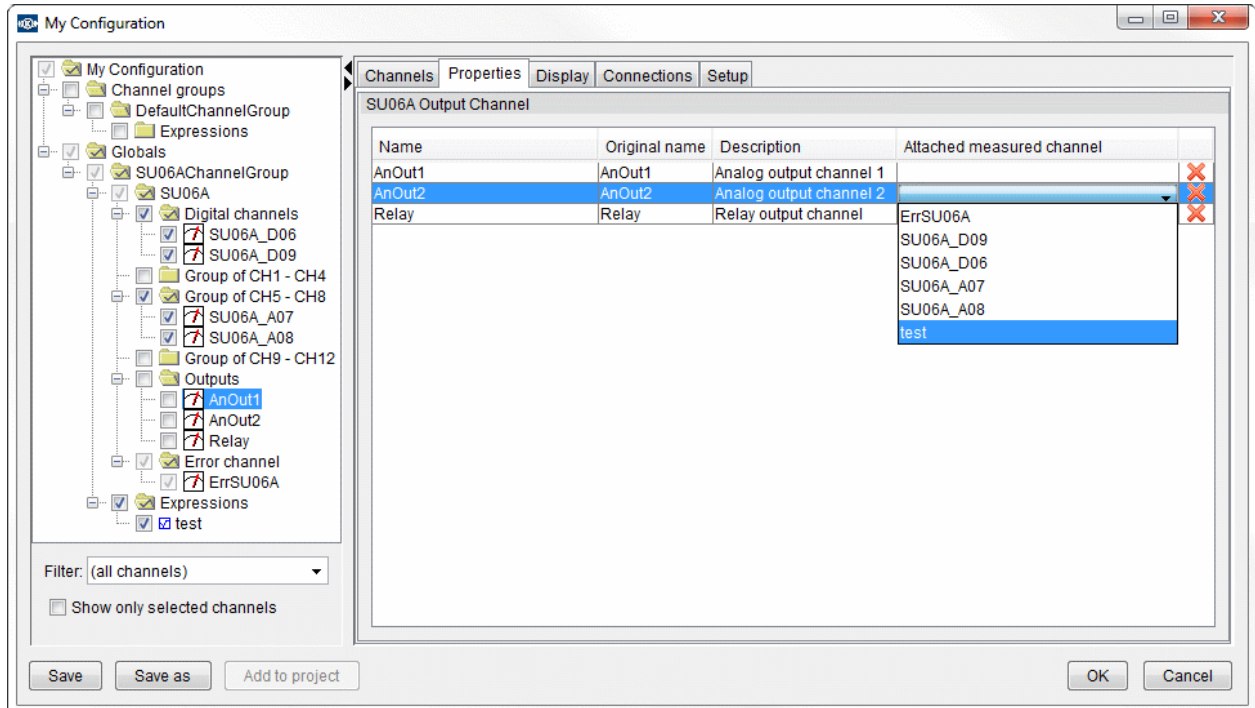 My Configuration
My Configuration
Channel groups
DefaultChannelGroup
Expressions
Globals
SU06AChannelGroup
SU06A
Digital channels
SU06A_D06
SU06A_D09
Group of CH1 - CH4
Group of CH5 - CH8
SU06A_A07
SU06A_A08
Group of CH9 - CH12
Outputs
AnOut1
AnOut2
Relay
Error channel
ErrSU06A
Expressions
test
Filter: (all channels)
Show only selected channels
Channels Properties Display Connections Setup
SU06A Output Channel
Name Original name Description Attached measured channel
AnOut1 AnOut1 Analog output channel 1
AnOut2 AnOut2 Analog output channel 2
Relay Relay Relay output channel
ErrSU06A
SU06A_D09
SU06A_D06
SU06A_A07
SU06A_A08
test
Save Save as Add to project OK Cancel